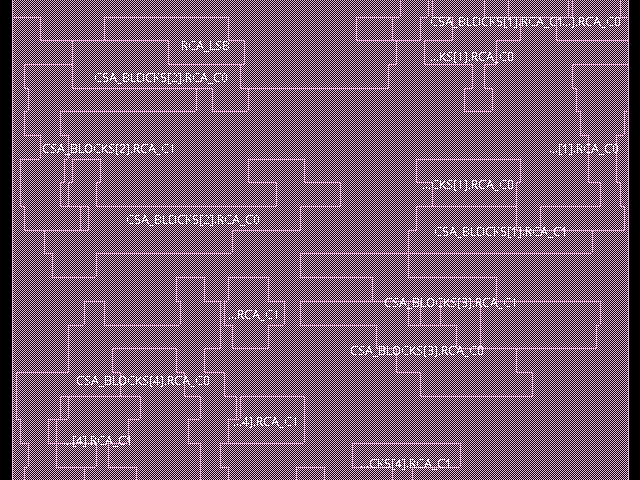 CSA_BLOCKS[1].RCA_C1...RCA_C0
RCA_LSB
...KS[1].RCA_C0
CSA_BLOCKS[2].RCA_C0
CSA_BLOCKS[2].RCA_C1
[1].RCA_C0
...CKS[1].RCA_C0
CSA_BLOCKS[2].RCA_C0
CSA_BLOCKS[1].RCA_C1
CSA_BLOCKS[3].RCA_C1
...RCA_C1
CSA_BLOCKS[3].RCA_C0
CSA_BLOCKS[4].RCA_C0
...[4].RCA_C1
...[4].RCA_C1
...CKS[4].RCA_C1